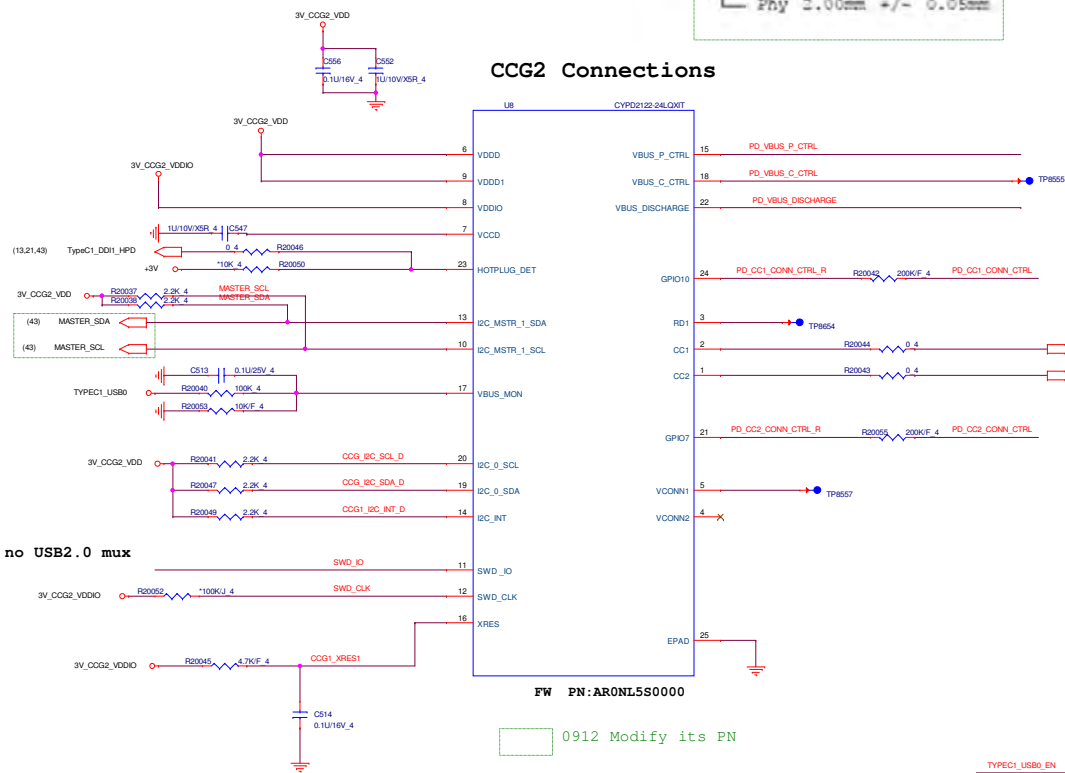 Phy 2.00mm +/- 0.05mm
3V_CCG2_VDD
C556
0.1U/16V_4
C552
1U/10V/X5R_4
CCG2 Connections
U8
CYPD2122-24LQXIT
3V_CCG2_VDD
3V_CCG2_VDDIO
6 VDDD
9 VDDD1
8 VDDIO
1U/10V/X5R_4 C547
7 VCCD
(13,21,43) TypeC1_DDI1_HPD
0_4 R20046
+3V *10K_4 R20050
23 HOTPLUG_DET
3V_CCG2_VDD
R20037 2.2K_4 MASTER_SCL
R20038 2.2K_4 MASTER_SDA
(43) MASTER_SDA
13 I2C_MSTR_1_SDA
(43) MASTER_SCL
10 I2C_MSTR_1_SCL
C513 0.1U/25V_4
TYPEC1_USB0 R20040 100K_4
17 VBUS_MON
R20053 10K/F_4
3V_CCG2_VDD R20041 2.2K_4 CCG_I2C_SCL_D
20 I2C_0_SCL
R20047 2.2K_4 CCG_I2C_SDA_D
19 I2C_0_SDA
R20049 2.2K_4 CCG1_I2C_INT_D
14 I2C_INT
no USB2.0 mux
SWD_IO
11 SWD_IO
3V_CCG2_VDDIO R20052 *100K/J_4 SWD_CLK
12 SWD_CLK
16 XRES
3V_CCG2_VDDIO R20045 4.7K/F_4 CCG1_XRES1
C514
0.1U/16V_4
VBUS_P_CTRL 15 PD_VBUS_P_CTRL
VBUS_C_CTRL 18 PD_VBUS_C_CTRL TP8555
VBUS_DISCHARGE 22 PD_VBUS_DISCHARGE
GPIO10 24 PD_CC1_CONN_CTRL_R R20042 200K/F_4 PD_CC1_CONN_CTRL
RD1 3 TP8654
CC1 2 R20044 0_4
CC2 1 R20043 0_4
GPIO7 21 PD_CC2_CONN_CTRL_R R20055 200K/F_4 PD_CC2_CONN_CTRL
VCONN1 5 TP8557
VCONN2 4
EPAD 25
FW PN:AR0NL5S0000
0912 Modify its PN
TYPEC1_USB0_EN